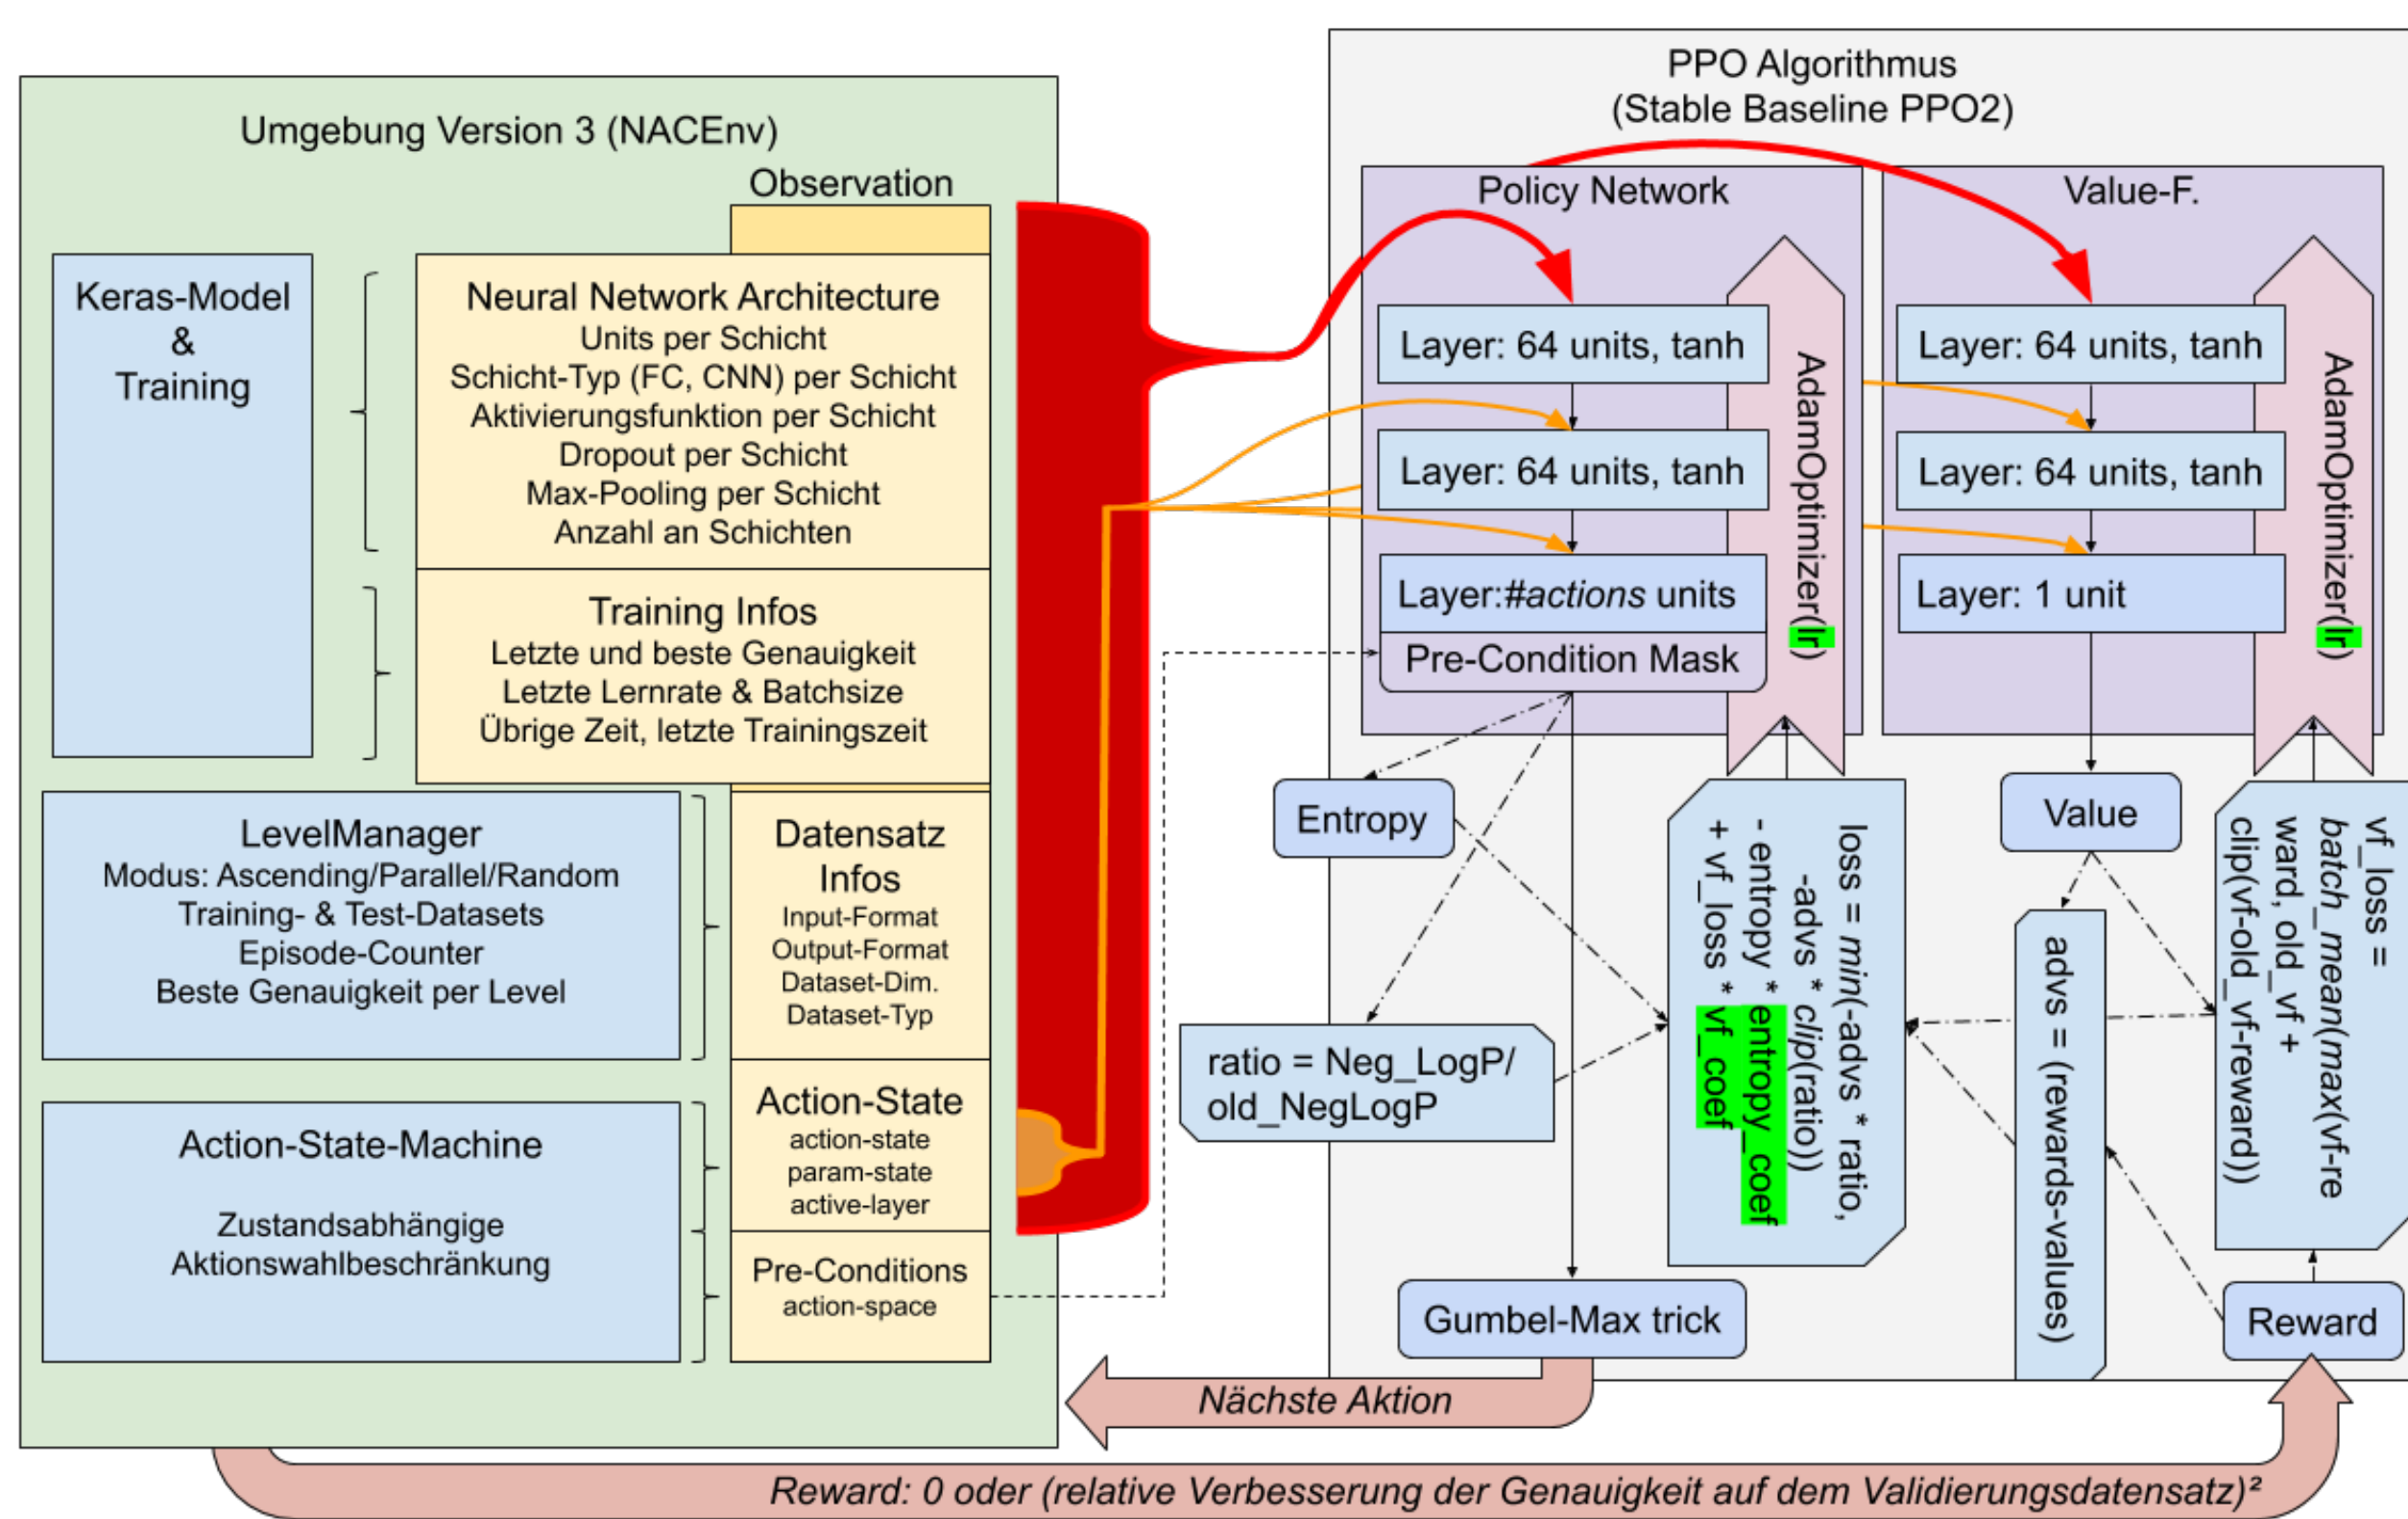 PPO Algorithmus
(Stable Baseline PPO2)
Umgebung Version 3 (NACEnv)
Observation
Keras-Model
&
Training
Neural Network Architecture
Units per Schicht
Schicht-Typ (FC, CNN) per Schicht
Aktivierungsfunktion per Schicht
Dropout per Schicht
Max-Pooling per Schicht
Anzahl an Schichten
Training Infos
Letzte und beste Genauigkeit
Letzte Lernrate & Batchsize
Übrige Zeit, letzte Trainingszeit
LevelManager
Modus: Ascending/Parallel/Random
Training- & Test-Datasets
Episode-Counter
Beste Genauigkeit per Level
Datensatz
Infos
Input-Format
Output-Format
Dataset-Dim.
Dataset-Typ
Action-State-Machine
Zustandsabhängige
Aktionswahlbeschränkung
Action-State
action-state
param-state
active-layer
Pre-Conditions
action-space
Policy Network
Layer: 64 units, tanh
Layer: 64 units, tanh
Layer:#actions units
Pre-Condition Mask
AdamOptimizer(lr)
Value-F.
Layer: 64 units, tanh
Layer: 64 units, tanh
Layer: 1 unit
AdamOptimizer(lr)
Entropy
ratio = Neg_LogP/
old_NegLogP
loss = min(-advs * ratio,
-advs * clip(ratio))
- entropy * entropy_coef
+ vf_loss * vf_coef
Value
advs = (rewards-values)
vf_loss =
batch_mean(max(vf-re
ward, old_vf +
clip(vf-old_vf-reward))
Gumbel-Max trick
Reward
Nächste Aktion
Reward: 0 oder (relative Verbesserung der Genauigkeit auf dem Validierungsdatensatz)²